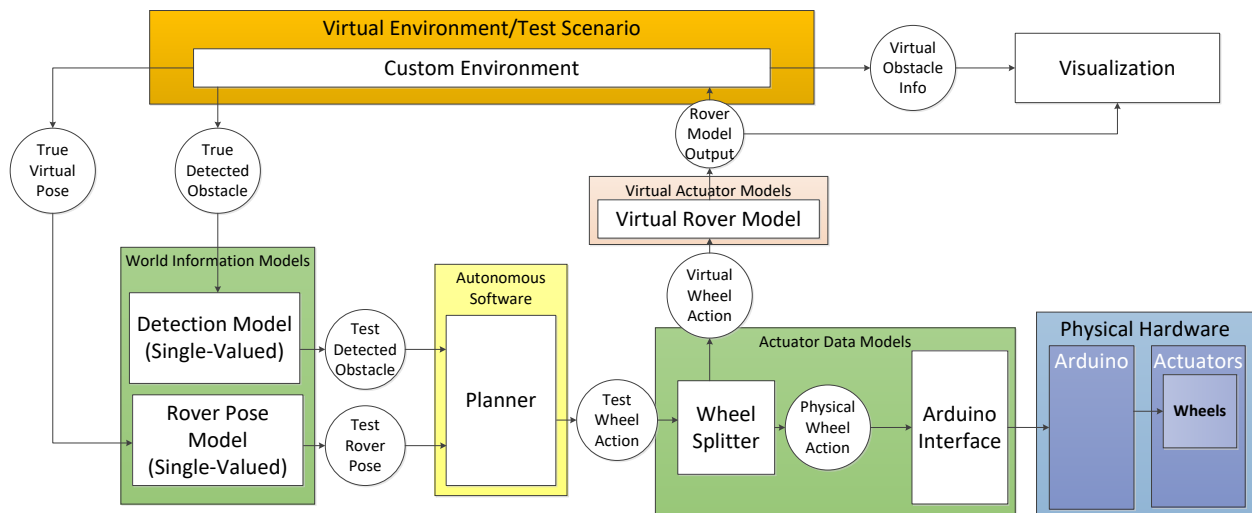 Virtual Environment/Test Scenario
Custom Environment
Virtual
Obstacle
Info
Visualization
True
Virtual
Pose
True
Detected
Obstacle
Rover
Model
Output
Virtual Actuator Models
Virtual Rover Model
World Information Models
Detection Model
(Single-Valued)
Rover Pose
Model
(Single-Valued)
Test
Detected
Obstacle
Test
Rover
Pose
Autonomous
Software
Planner
Test
Wheel
Action
Virtual
Wheel
Action
Actuator Data Models
Wheel
Splitter
Physical
Wheel
Action
Arduino
Interface
Physical Hardware
Arduino
Actuators
Wheels